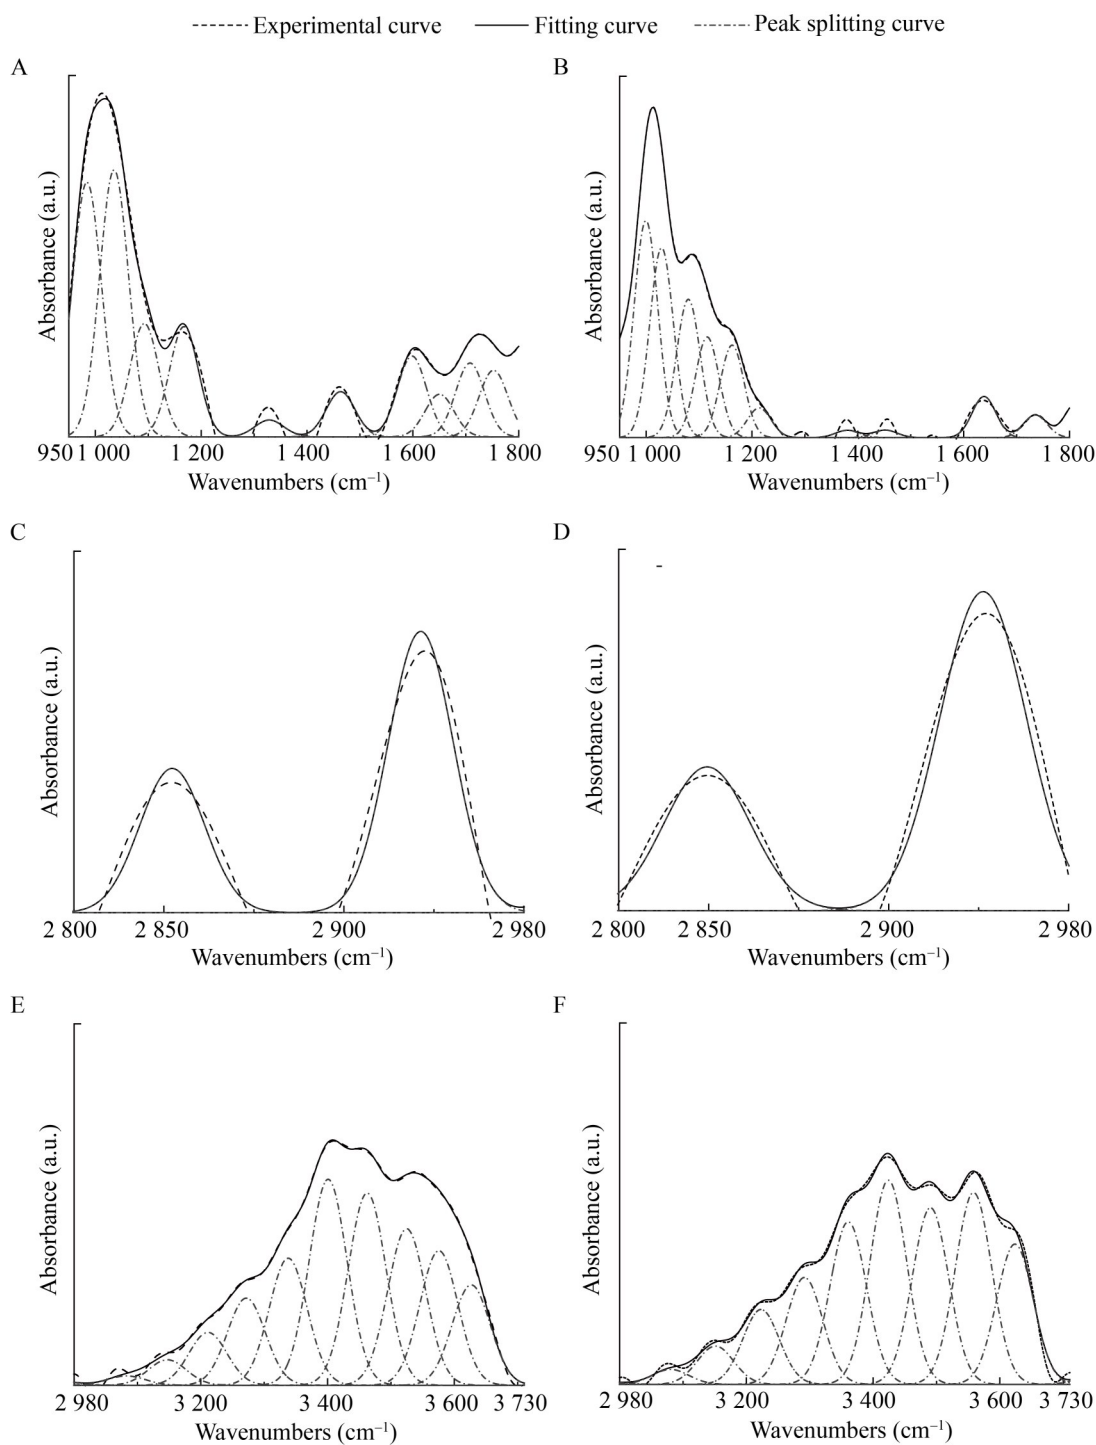 Experimental curve Fitting curve Peak splitting curve
A
Absorbance (a.u.)
950 1 000 1 200 1 400 1 600 1 800
Wavenumbers (cm⁻¹)
B
Absorbance (a.u.)
950 1 000 1 200 1 400 1 600 1 800
Wavenumbers (cm⁻¹)
C
Absorbance (a.u.)
2 800 2 850 2 900 2 980
Wavenumbers (cm⁻¹)
D
Absorbance (a.u.)
2 800 2 850 2 900 2 980
Wavenumbers (cm⁻¹)
E
Absorbance (a.u.)
2 980 3 200 3 400 3 600 3 730
Wavenumbers (cm⁻¹)
F
Absorbance (a.u.)
2 980 3 200 3 400 3 600 3 730
Wavenumbers (cm⁻¹)